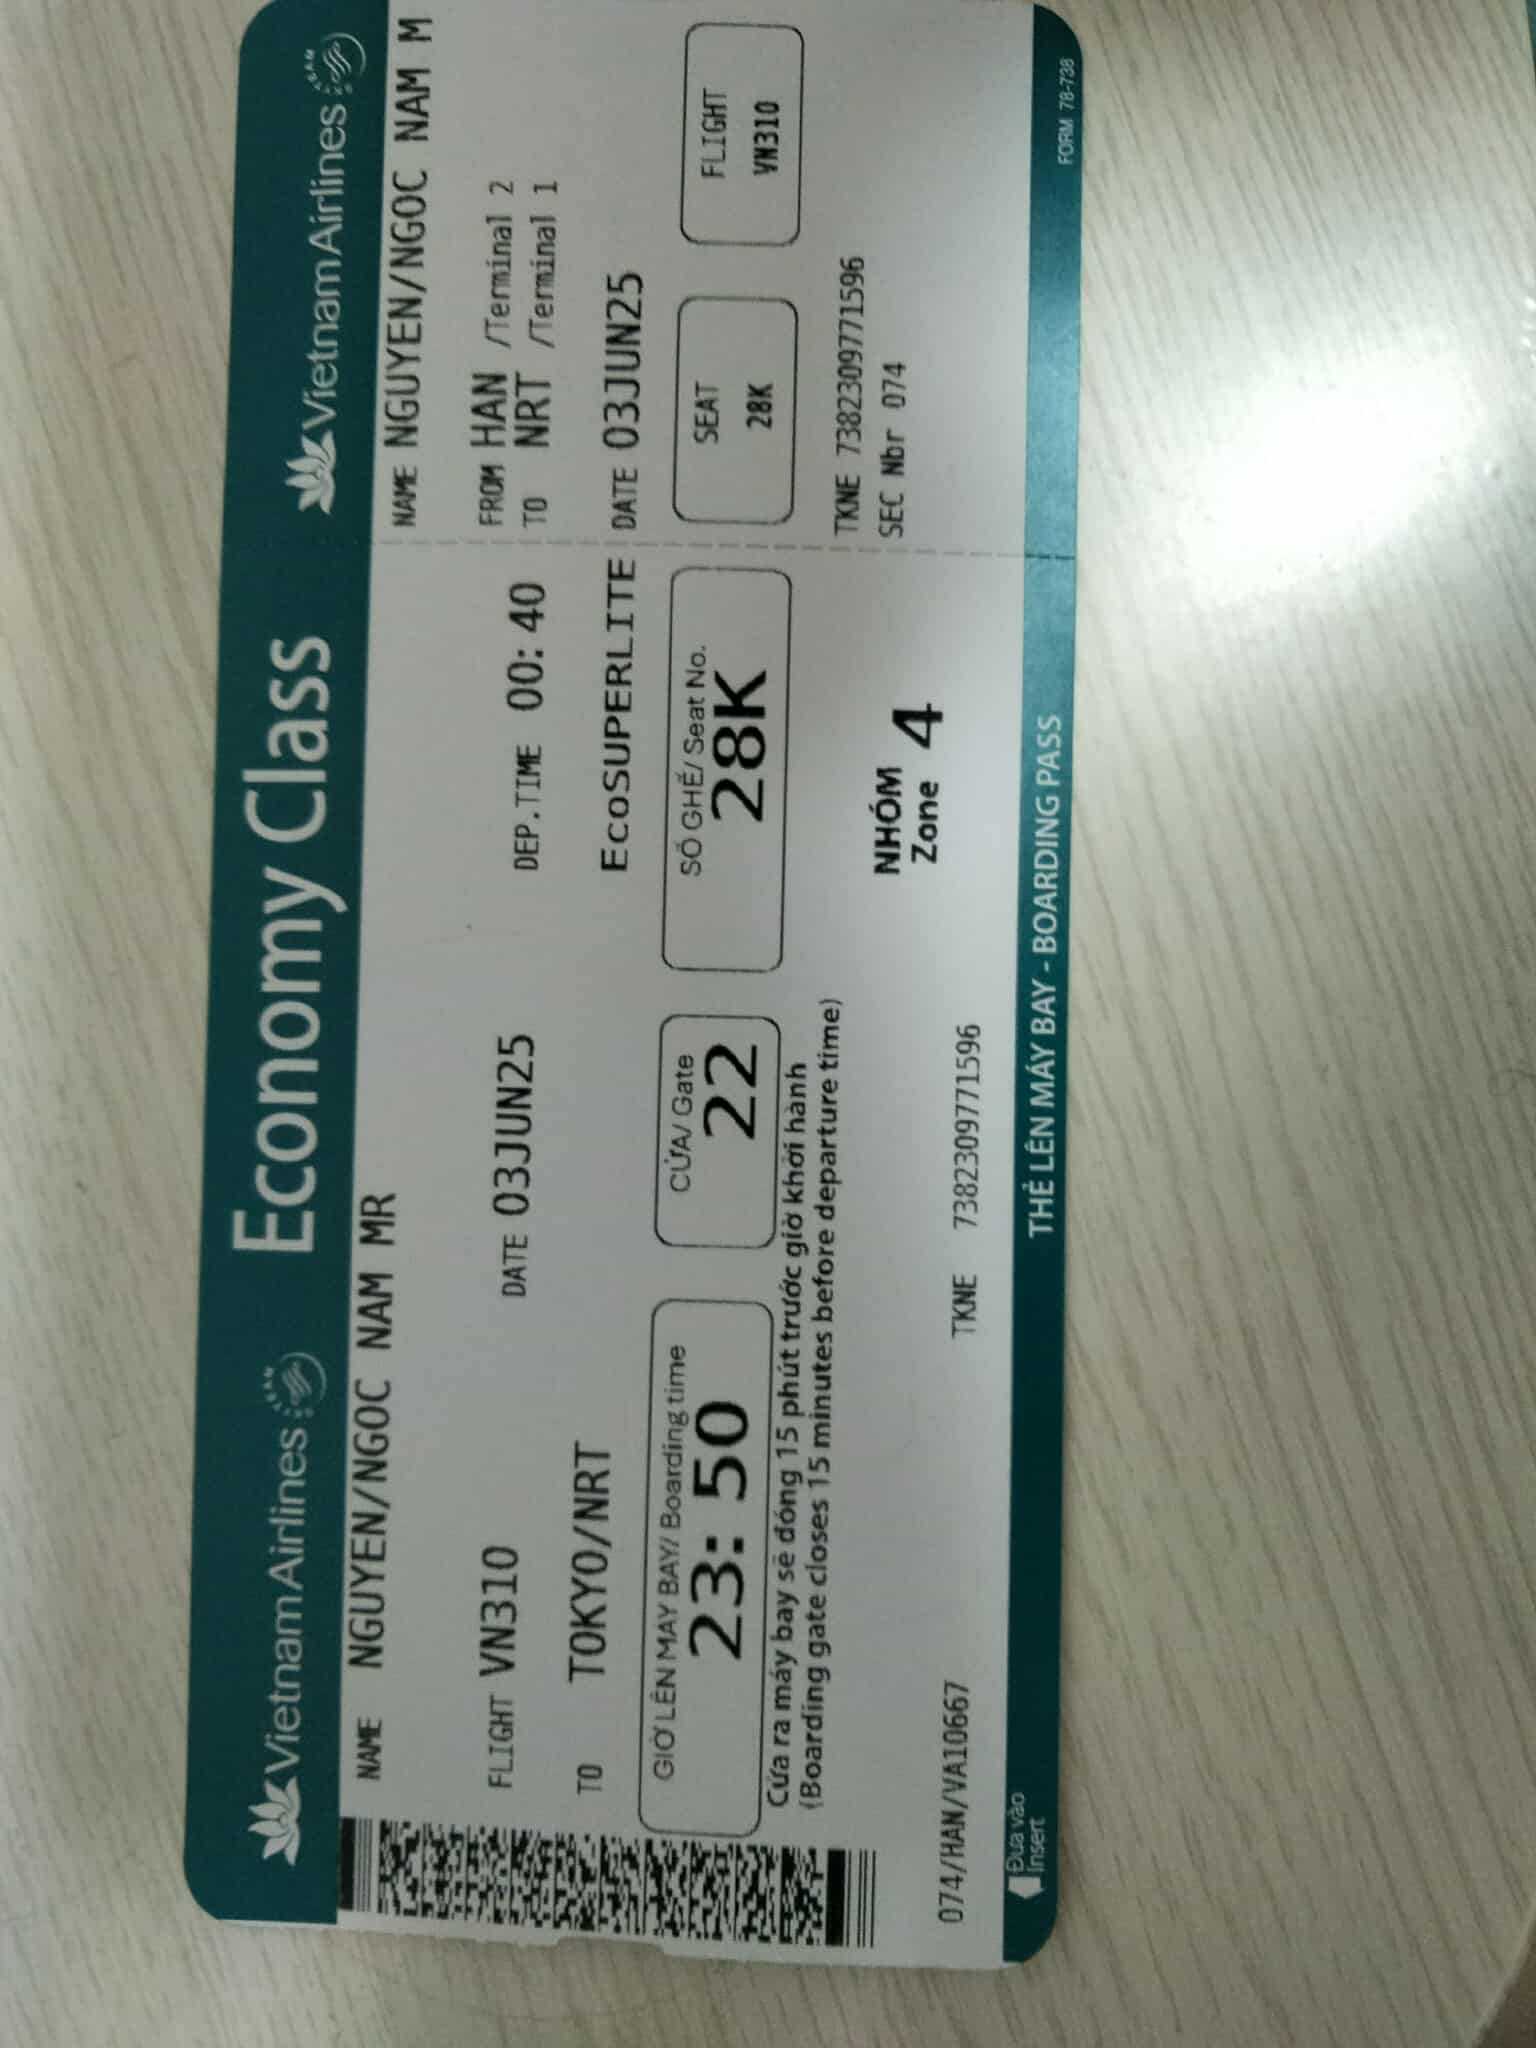 VietnamAirlines
Economy Class
NAME NGUYEN/NGOC NAM MR
FLIGHT VN310 DATE 03JUN25 DEP.TIME 00:40
TO TOKYO/NRT EcoSUPERLITE
GIỜ LÊN MÁY BAY/ Boarding time
23:50
CỬA/ Gate
22
SỐ GHẾ/ Seat No.
28K
Cửa ra máy bay sẽ đóng 15 phút trước giờ khởi hành
(Boarding gate closes 15 minutes before departure time)
NHÓM
Zone 4
074/HAN/VA10667 TKNE 7382309771596
Đưa vào
Insert
THẺ LÊN MÁY BAY - BOARDING PASS
VietnamAirlines
NAME NGUYEN/NGOC NAM M
FROM HAN /Terminal 2
TO NRT /Terminal 1
DATE 03JUN25
SEAT
28K
FLIGHT
VN310
TKNE 7382309771596
SEC Nbr 074
FORM 78-738